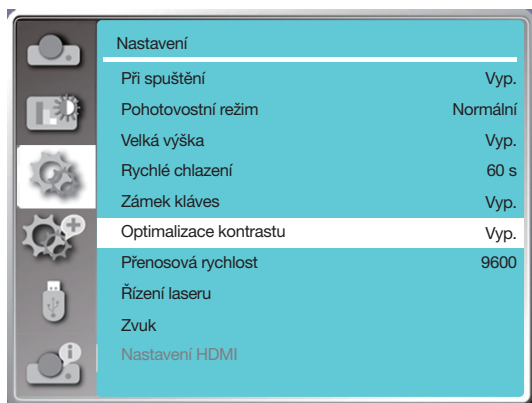 Nastavení
Při spuštění Vyp.
Pohotovostní režim Normální
Velká výška Vyp.
Rychlé chlazení 60 s
Zámek kláves Vyp.
Optimalizace kontrastu Vyp.
Přenosová rychlost 9600
Řízení laseru
Zvuk
Nastavení HDMI